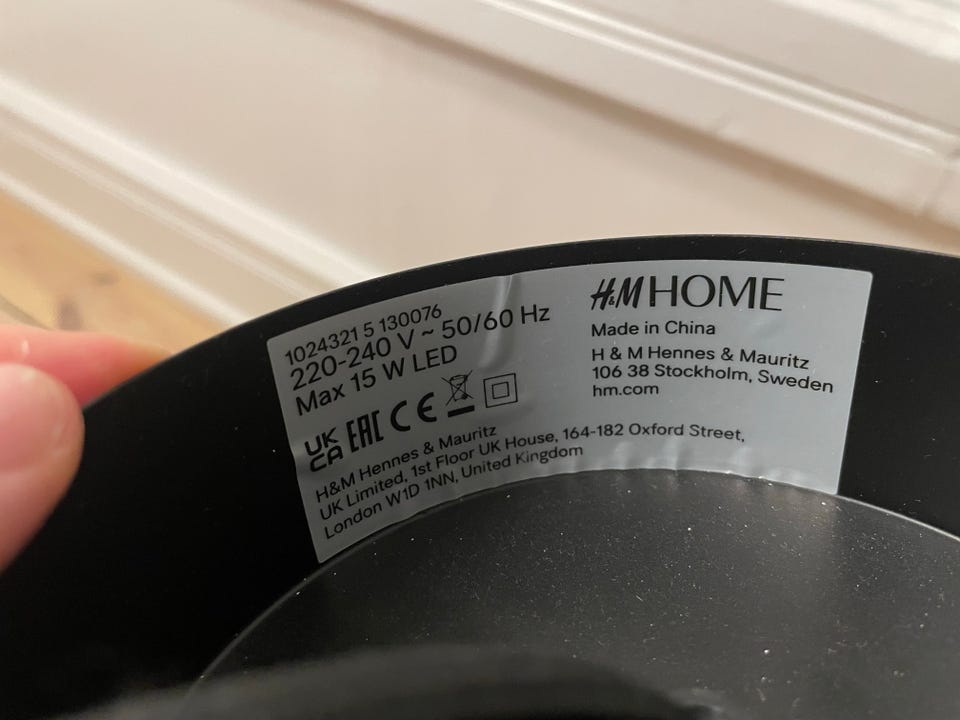 1024321 5 130076
220-240 V ~ 50/60 Hz
Max 15 W LED
UK
CA EAC CE
H&M Hennes & Mauritz
UK Limited, 1st Floor UK House, 164-182 Oxford Street,
London W1D 1NN, United Kingdom
H&M HOME
Made in China
H & M Hennes & Mauritz
106 38 Stockholm, Sweden
hm.com